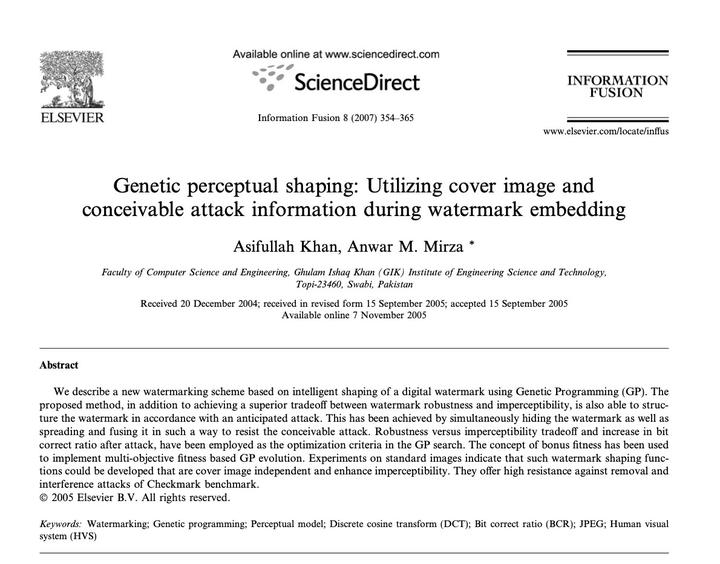 Available online at www.sciencedirect.com
ScienceDirect
ELSEVIER
Information Fusion 8 (2007) 354–365
INFORMATION
FUSION
www.elsevier.com/locate/inffus
Genetic perceptual shaping: Utilizing cover image and
conceivable attack information during watermark embedding
Asifullah Khan, Anwar M. Mirza *
Faculty of Computer Science and Engineering, Ghulam Ishaq Khan (GIK) Institute of Engineering Science and Technology,
Topi-23460, Swabi, Pakistan
Received 20 December 2004; received in revised form 15 September 2005; accepted 15 September 2005
Available online 7 November 2005
Abstract
We describe a new watermarking scheme based on intelligent shaping of a digital watermark using Genetic Programming (GP). The
proposed method, in addition to achieving a superior tradeoff between watermark robustness and imperceptibility, is also able to struc-
ture the watermark in accordance with an anticipated attack. This has been achieved by simultaneously hiding the watermark as well as
spreading and fusing it in such a way to resist the conceivable attack. Robustness versus imperceptibility tradeoff and increase in bit
correct ratio after attack, have been employed as the optimization criteria in the GP search. The concept of bonus fitness has been used
to implement multi-objective fitness based GP evolution. Experiments on standard images indicate that such watermark shaping func-
tions could be developed that are cover image independent and enhance imperceptibility. They offer high resistance against removal and
interference attacks of Checkmark benchmark.
© 2005 Elsevier B.V. All rights reserved.
Keywords: Watermarking; Genetic programming; Perceptual model; Discrete cosine transform (DCT); Bit correct ratio (BCR); JPEG; Human visual
system (HVS)